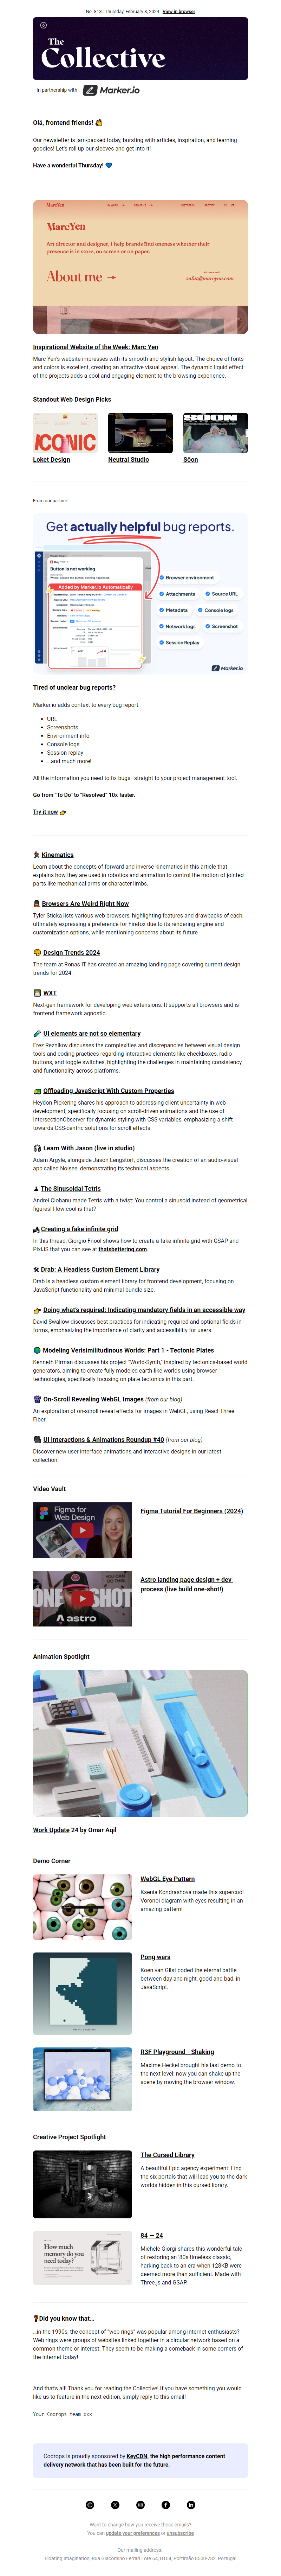 No. 813, Thursday, February 8, 2024 View in browser
The
Collective
In partnership with Marker.io
Olá, frontend friends!
Our newsletter is jam-packed today, bursting with articles, inspiration, and learning
goodies! Let's roll up our sleeves and get into it!
Have a wonderful Thursday!
MarcYen
MarcYen
Art director and designer, I help brands find oneness whether their
presence is in store, on screen or on paper.
About me →
salut@marcyen.com
Inspirational Website of the Week: Marc Yen
Marc Yen's website impresses with its smooth and stylish layout. The choice of fonts
and colors is excellent, creating an attractive visual appeal. The dynamic liquid effect
of the projects adds a cool and engaging element to the browsing experience.
Standout Web Design Picks
ICONIC
SÓON
Loket Design
Neutral Studio
Sóon
From our partner
Get actually helpful bug reports.
Button is not working
Added by Marker.io Automatically
Browser environment
Attachments
Source URL
Metadata
Console logs
Network logs
Screenshot
Session Replay
Marker.io
Tired of unclear bug reports?
Marker.io adds context to every bug report:
• URL
• Screenshots
• Environment info
• Console logs
• Session replay
• ...and much more!
All the information you need to fix bugs–straight to your project management tool.
Go from "To Do" to "Resolved" 10x faster.
Try it now
Kinematics
Learn about the concepts of forward and inverse kinematics in this article that
explains how they are used in robotics and animation to control the motion of jointed
parts like mechanical arms or character limbs.
Browsers Are Weird Right Now
Tyler Sticka lists various web browsers, highlighting features and drawbacks of each,
ultimately expressing a preference for Firefox due to its rendering engine and
customization options, while mentioning concerns about its future.
Design Trends 2024
The team at Ronas IT has created an amazing landing page covering current design
trends for 2024.
WXT
Next-gen framework for developing web extensions. It supports all browsers and is
frontend framework agnostic.
UI elements are not so elementary
Erez Reznikov discusses the complexities and discrepancies between visual design
tools and coding practices regarding interactive elements like checkboxes, radio
buttons, and toggle switches, highlighting the challenges in maintaining consistency
and functionality across platforms.
Offloading JavaScript With Custom Properties
Heydon Pickering shares his approach to addressing client uncertainty in web
development, specifically focusing on scroll-driven animations and the use of
IntersectionObserver for dynamic styling with CSS variables, emphasizing a shift
towards CSS-centric solutions for scroll effects.
Learn With Jason (live in studio)
Adam Argyle, alongside Jason Lengstorf, discusses the creation of an audio-visual
app called Noisee, demonstrating its technical aspects.
The Sinusoidal Tetris
Andrei Ciobanu made Tetris with a twist: You control a sinusoid instead of geometrical
figures! How cool is that?
Creating a fake infinite grid
In this thread, Giorgio Finol shows how to create a fake infinite grid with GSAP and
PixiJS that you can see at thatsbettering.com.
Drab: A Headless Custom Element Library
Drab is a headless custom element library for frontend development, focusing on
JavaScript functionality and minimal bundle size.
Doing what's required: Indicating mandatory fields in an accessible way
David Swallow discusses best practices for indicating required and optional fields in
forms, emphasizing the importance of clarity and accessibility for users.
Modeling Verisimilitudinous Worlds: Part 1 - Tectonic Plates
Kenneth Pirman discusses his project "World-Synth," inspired by tectonics-based world
generators, aiming to create fully modeled earth-like worlds using browser
technologies, specifically focusing on plate tectonics in this part.
On-Scroll Revealing WebGL Images (from our blog)
An exploration of on-scroll reveal effects for images in WebGL, using React Three
Fiber.
UI Interactions & Animations Roundup #40 (from our blog)
Discover new user interface animations and interactive designs in our latest
collection.
Video Vault
Figma for
Web Design
Figma Tutorial For Beginners (2024)
ONE SHOT
astro
Astro landing page design + dev
process (live build one-shot!)
Animation Spotlight
Work Update 24 by Omar Aqil
Demo Corner
WebGL Eye Pattern
Ksenia Kondrashova made this supercool
Voronoi diagram with eyes resulting in an
amazing pattern!
Pong wars
Koen van Gilst coded the eternal battle
between day and night, good and bad, in
JavaScript.
R3F Playground - Shaking
Maxime Heckel brought his last demo to
the next level: now you can shake up the
scene by moving the browser window.
Creative Project Spotlight
The Cursed Library
A beautiful Epic agency experiment: Find
the six portals that will lead you to the dark
worlds hidden in this cursed library.
How much
memory do you
need today?
84 — 24
Michele Giorgi shares this wonderful tale
of restoring an '80s timeless classic,
harking back to an era when 128KB were
deemed more than sufficient. Made with
Three.js and GSAP.
Did you know that...
...in the 1990s, the concept of "web rings" was popular among internet enthusiasts?
Web rings were groups of websites linked together in a circular network based on a
common theme or interest. They seem to be making a comeback in some corners of
the internet today!
And that's all! Thank you for reading the Collective! If you have something you would
like us to feature in the next edition, simply reply to this email!
Your Codrops team xxx
Codrops is proudly sponsored by KeyCDN, the high performance content
delivery network that has been built for the future.
Want to change how you receive these emails?
You can update your preferences or unsubscribe
Our mailing address:
Floating Imagination, Rua Giacomino Ferrari Lote 64, B104, Portimão 8500-782, Portugal